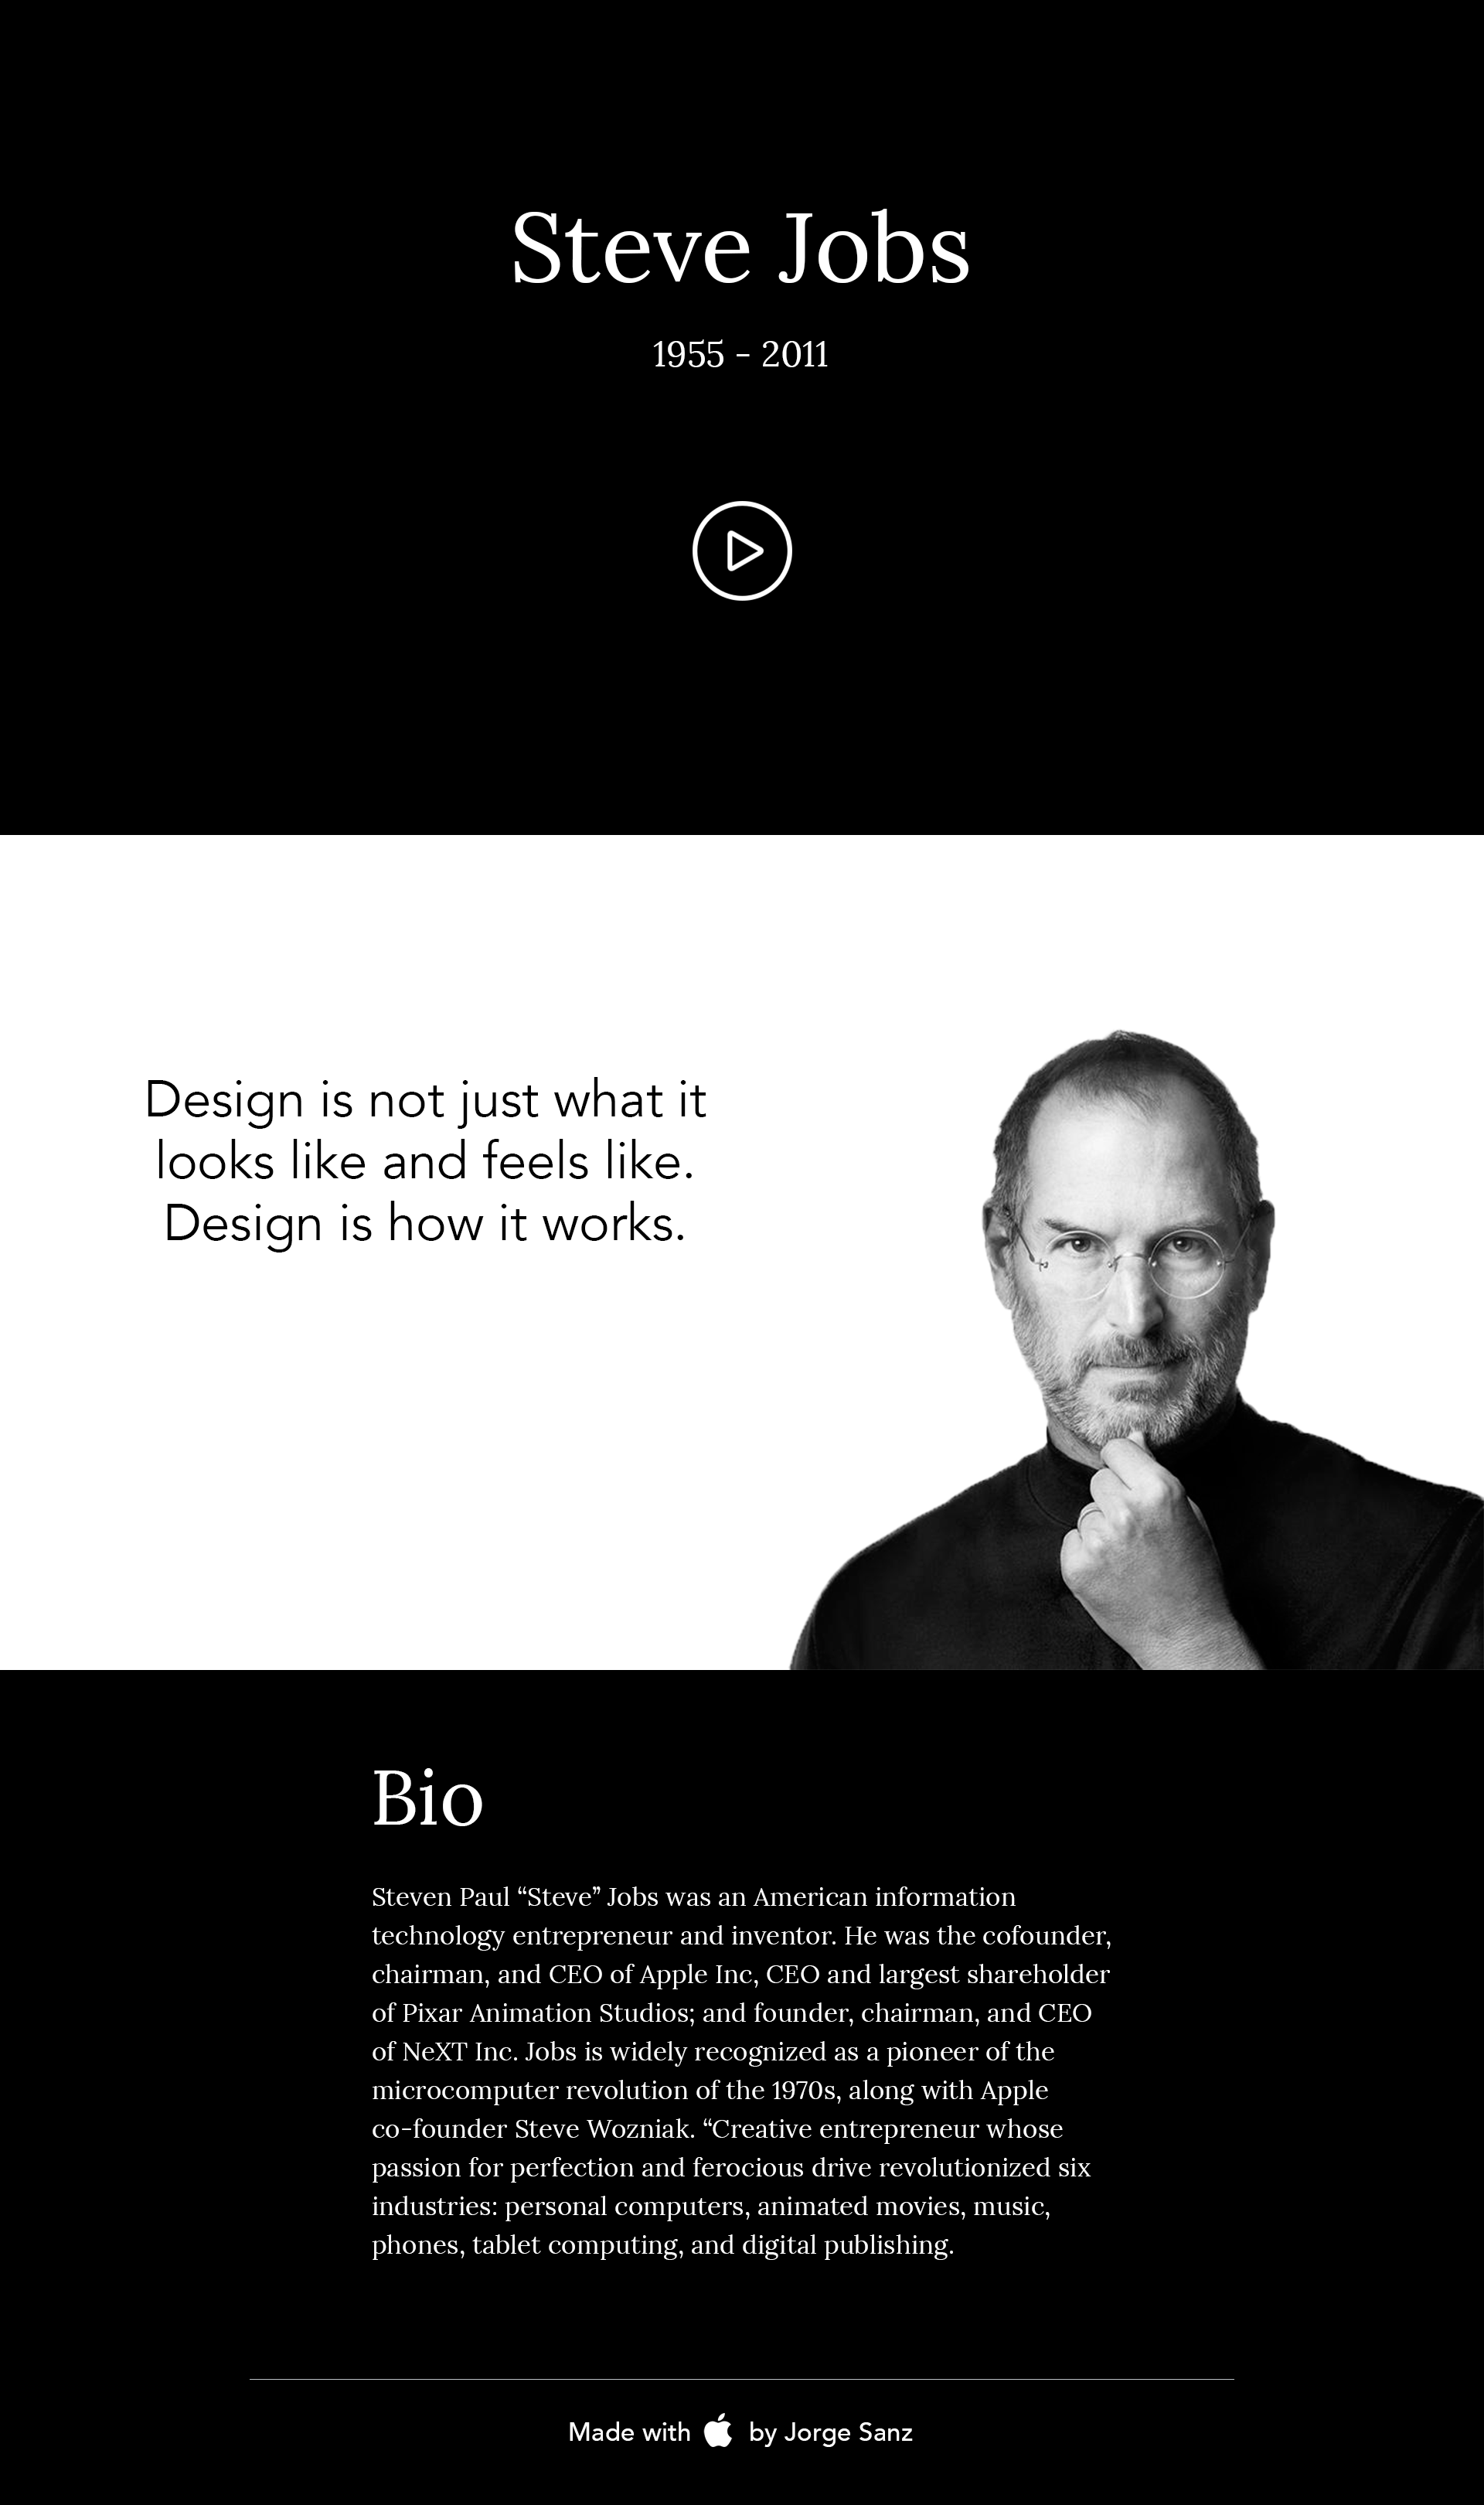 Steve Jobs
1955 - 2011
Design is not just what it
looks like and feels like.
Design is how it works.
Bio
Steven Paul “Steve” Jobs was an American information
technology entrepreneur and inventor. He was the cofounder,
chairman, and CEO of Apple Inc, CEO and largest shareholder
of Pixar Animation Studios; and founder, chairman, and CEO
of NeXT Inc. Jobs is widely recognized as a pioneer of the
microcomputer revolution of the 1970s, along with Apple
co-founder Steve Wozniak. “Creative entrepreneur whose
passion for perfection and ferocious drive revolutionized six
industries: personal computers, animated movies, music,
phones, tablet computing, and digital publishing.
Made with by Jorge Sanz